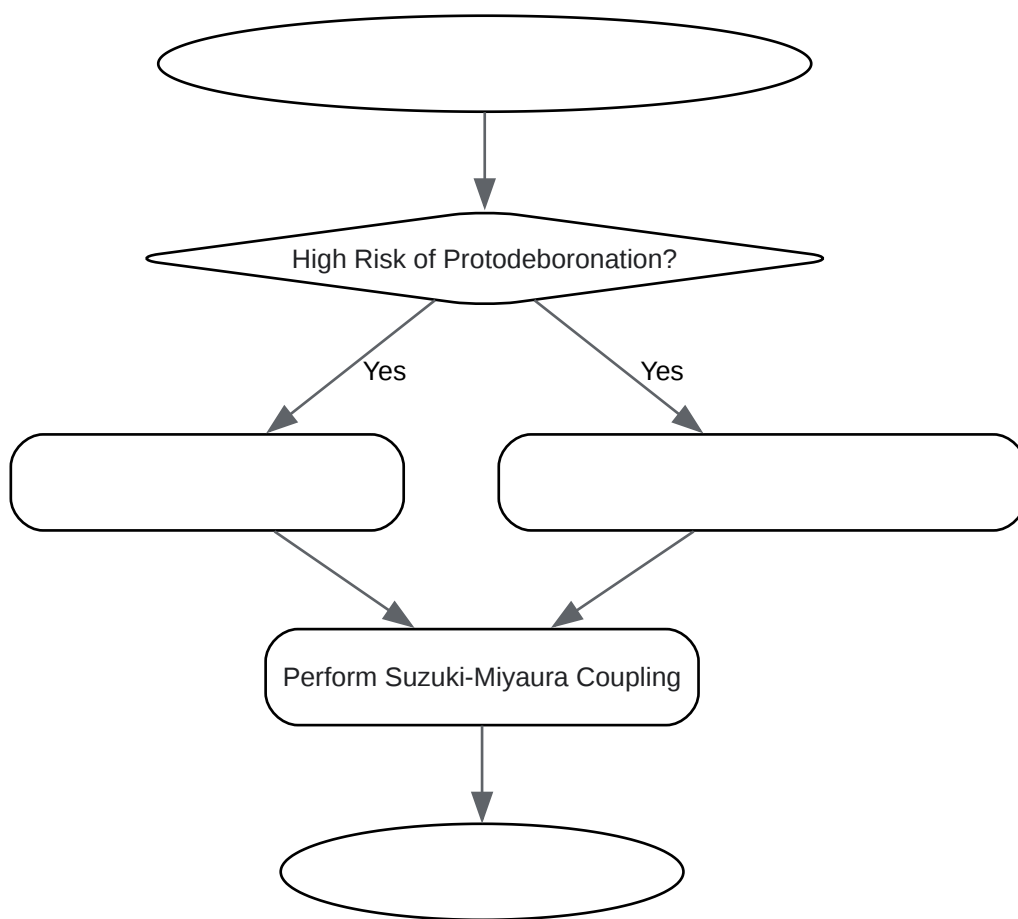 High Risk of Protodeboronation?
Yes
Yes
Perform Suzuki-Miyaura Coupling